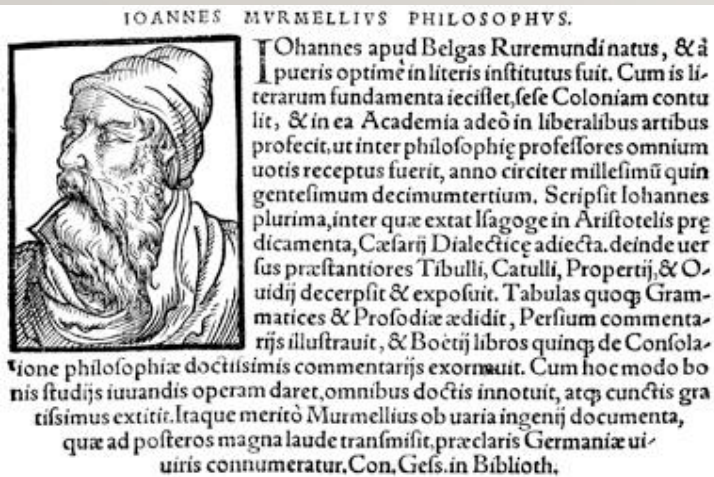 IOANNES MVRMELLIVS PHILOSOPHVS.
IOhannes apud Belgas Ruremundi natus, & à
pueris optimè in literis inſtitutus fuit. Cum is li-
terarum fundamenta ieciſſet, ſeſe Coloniam contu
lit, & in ea Academia adeò in liberalibus artibus
profecit, ut inter philoſophię profeſſores omnium
uotis receptus fuerit, anno circiter milleſimũ quin
genteſimum decimumtertium. Scripſit Iohannes
plurima, inter quæ extat Iſagoge in Ariſtotelis prę
dicamenta, Cæſarij Dialecticę adiecta. deinde uer
ſus præſtantiores Tibulli, Catulli, Propertij, & O-
uidij decerpſit & expoſuit. Tabulas quoqꝫ Gram-
matices & Proſodiæ ædidit, Perſium commenta-
rijs illuſtrauit, & Boëtij libros quinqꝫ de Conſola-
tione philoſophiæ doctiſsimis commentarijs exornauit. Cum hoc modo bo
nis ſtudijs iuuandis operam daret, omnibus doctis innotuit, atqꝫ cunctis gra
tiſsimus extitit. Itaque meritò Murmellius ob uaria ingenij documenta,
quæ ad poſteros magna laude tranſmiſit, præclaris Germaniæ ui-
uiris connumeratur. Con. Geſſ. in Biblioth.